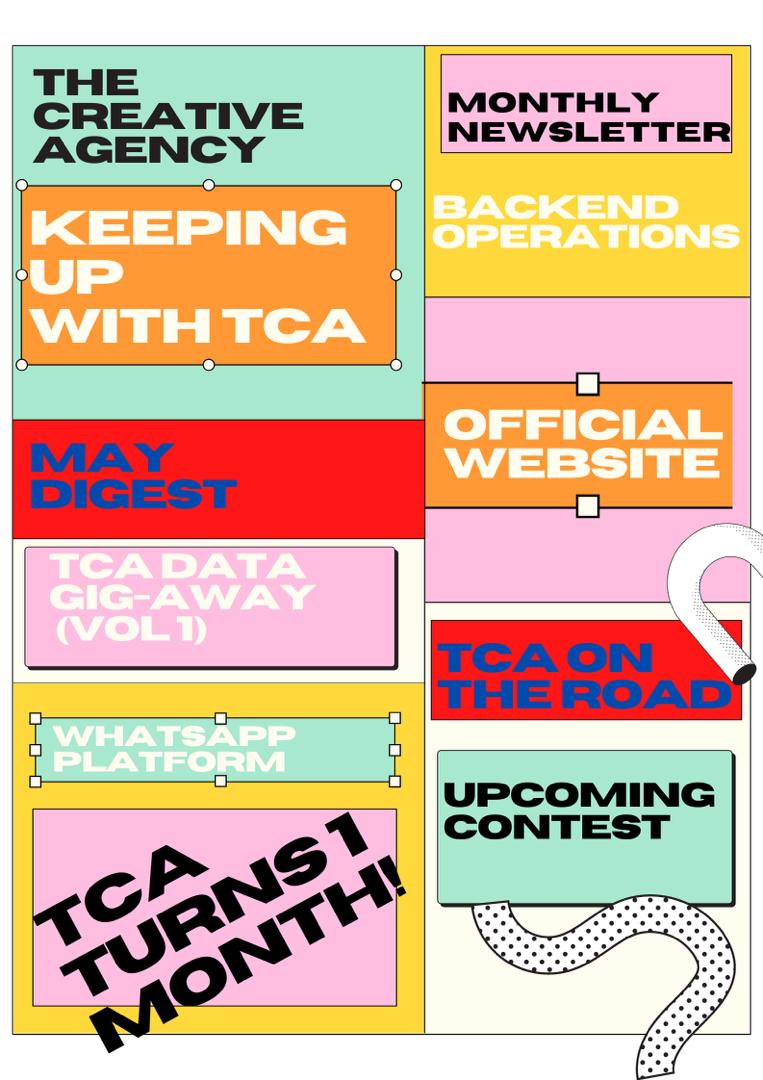 THE
CREATIVE
AGENCY
KEEPING
UP
WITH TCA
MAY
DIGEST
TCA DATA
GIG-AWAY
(VOL 1)
WHATSAPP
PLATFORM
TCA
TURNS 1
MONTH!
MONTHLY
NEWSLETTER
BACKEND
OPERATIONS
OFFICIAL
WEBSITE
TCA ON
THE ROAD
UPCOMING
CONTEST